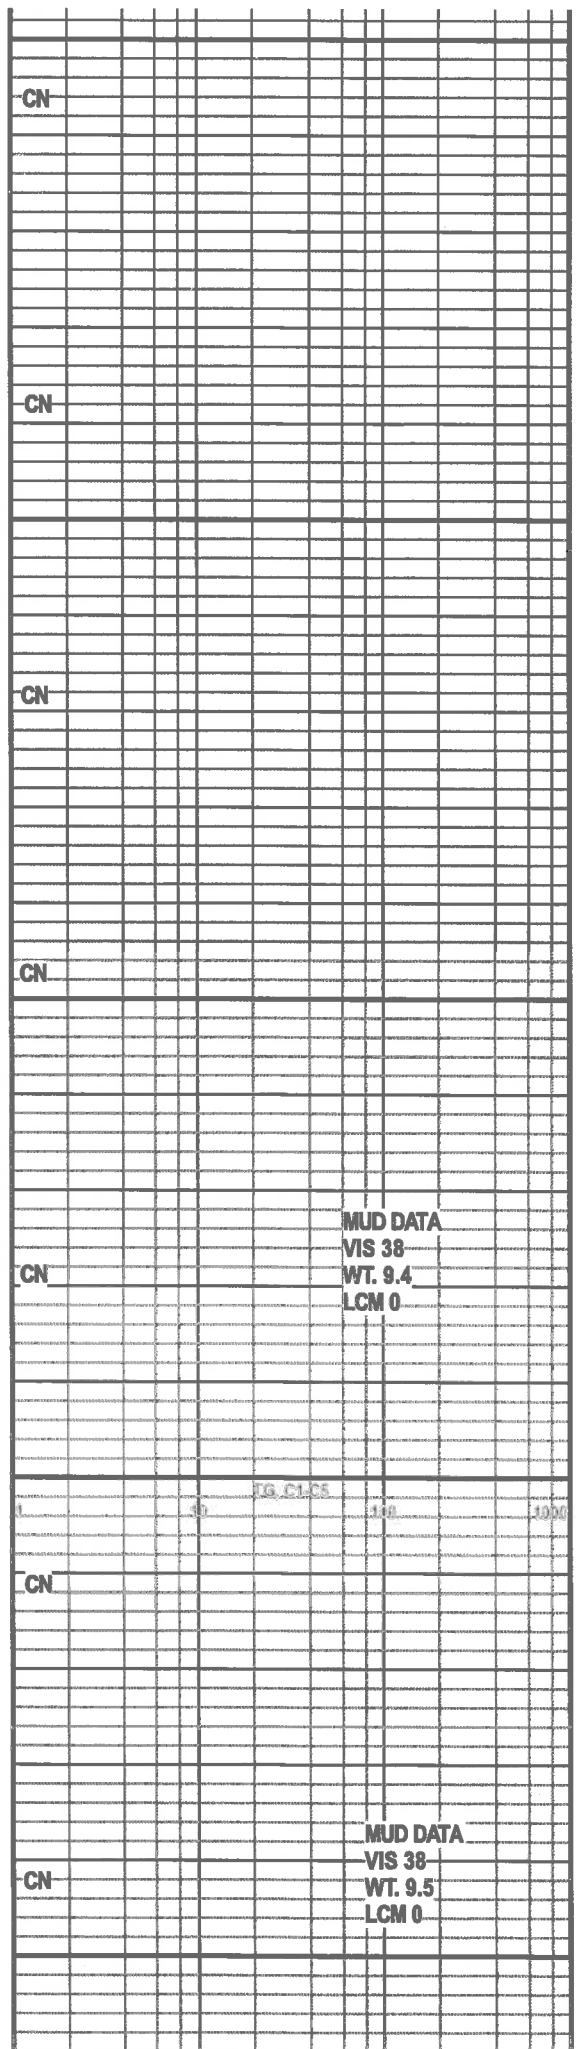 CN
CN
CN
CN
MUD DATA
VIS 38
CN
WT. 9.4
LCM 0
TG, C1-C5
1 10 100 1000
CN
MUD DATA
VIS 38
CN
WT. 9.5
LCM 0